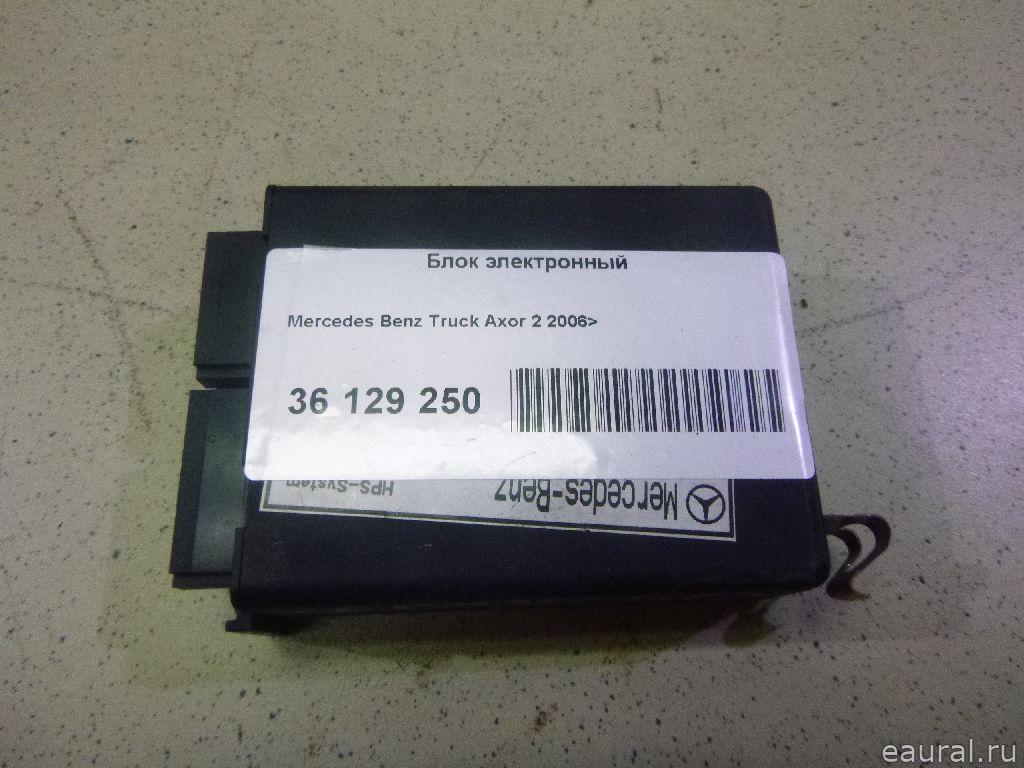 Блок электронный
Mercedes Benz Truck Axor 2 2006>
36 129 250
Mercedes-Benz
HPS-System
eaural.ru